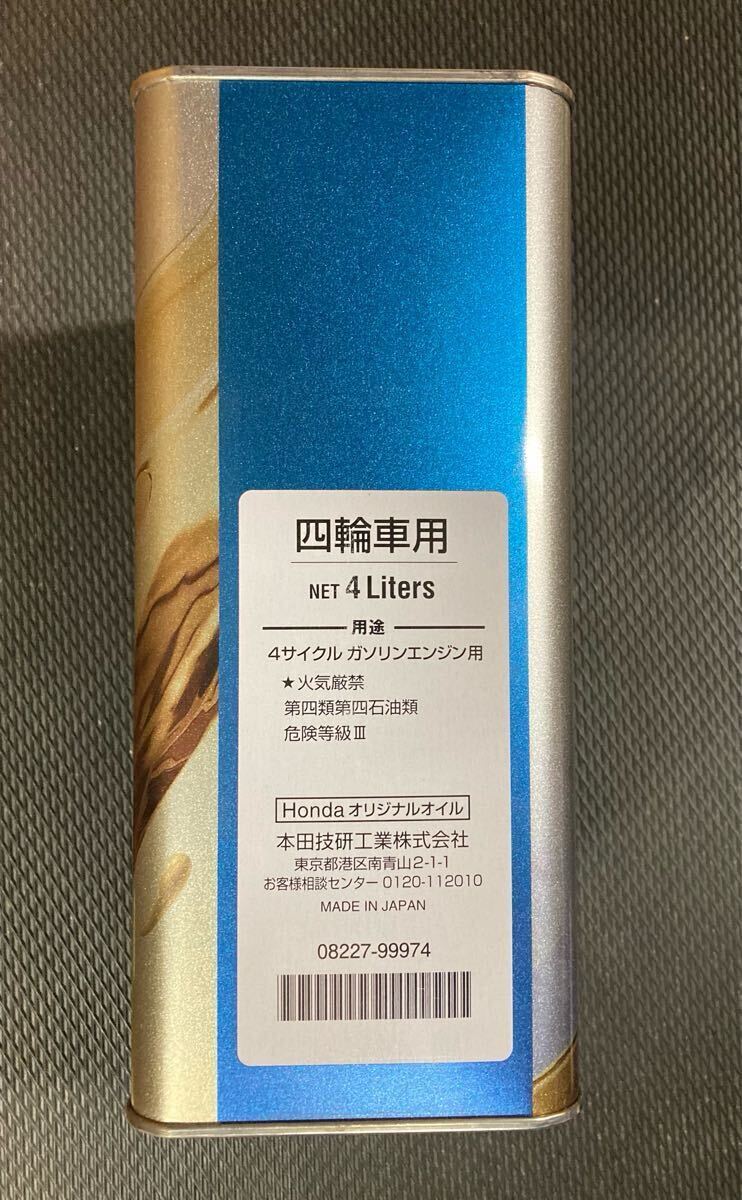 四輪車用
NET 4 Liters
用途
4サイクル ガソリンエンジン用
★火気厳禁
第四類第四石油類
危険等級Ⅲ
Hondaオリジナルオイル
本田技研工業株式会社
東京都港区南青山2-1-1
お客様相談センター 0120-112010
MADE IN JAPAN
08227-99974